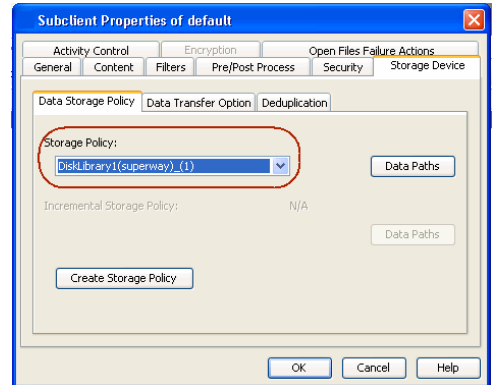 Subclient Properties of default
Activity Control Encryption Open Files Failure Actions
General Content Filters Pre/Post Process Security Storage Device
Data Storage Policy Data Transfer Option Deduplication
Storage Policy:
DiskLibrary1(superway)_(1) Data Paths
Incremental Storage Policy: N/A
Data Paths
Create Storage Policy
OK Cancel Help